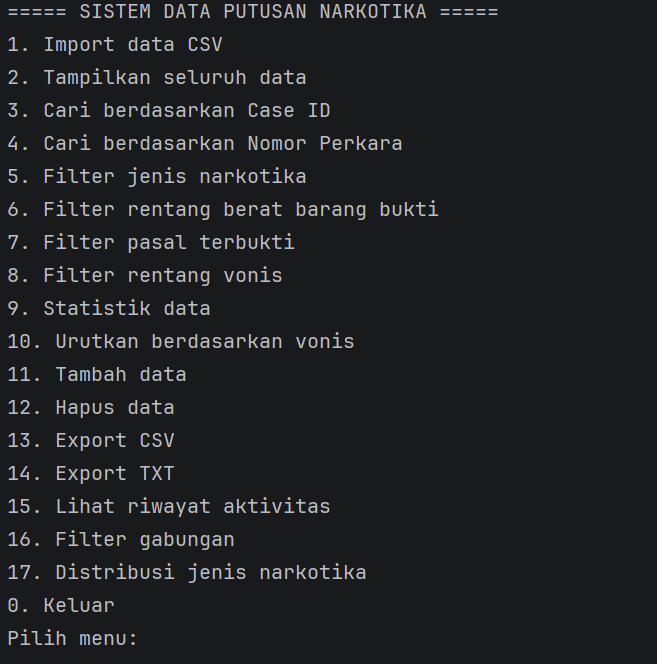 ===== SISTEM DATA PUTUSAN NARKOTIKA =====
1. Import data CSV
2. Tampilkan seluruh data
3. Cari berdasarkan Case ID
4. Cari berdasarkan Nomor Perkara
5. Filter jenis narkotika
6. Filter rentang berat barang bukti
7. Filter pasal terbukti
8. Filter rentang vonis
9. Statistik data
10. Urutkan berdasarkan vonis
11. Tambah data
12. Hapus data
13. Export CSV
14. Export TXT
15. Lihat riwayat aktivitas
16. Filter gabungan
17. Distribusi jenis narkotika
0. Keluar
Pilih menu: